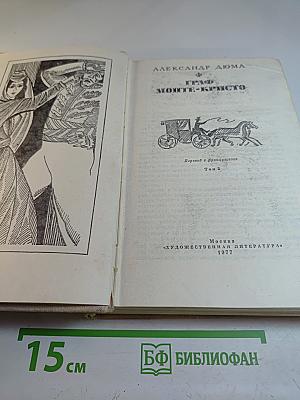 АЛЕКСАНДР ДЮМА
ГРАФ
МОНТЕ-КРИСТО
Перевод с французского
Том 2
Москва
«ХУДОЖЕСТВЕННАЯ ЛИТЕРАТУРА»
1977
15 см
БФ БИБЛИОФАН